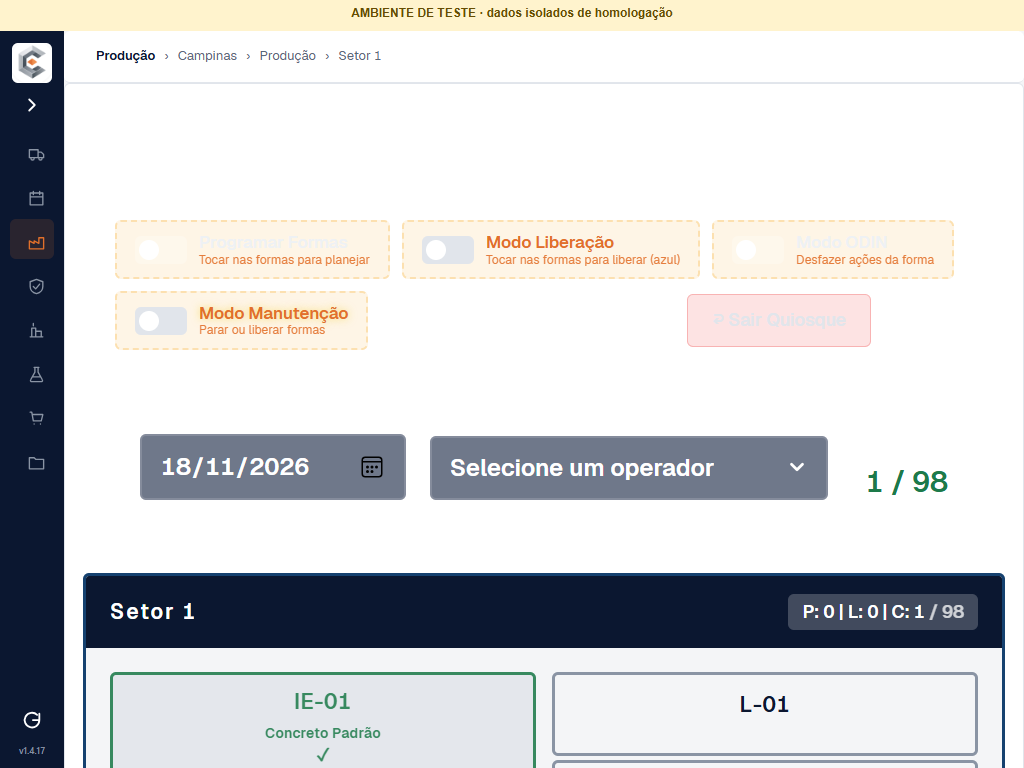 AMBIENTE DE TESTE · dados isolados de homologação
Produção › Campinas › Produção › Setor 1
Programar Formas
Tocar nas formas para planejar
Modo Liberação
Tocar nas formas para liberar (azul)
Modo ODIN
Desfazer ações da forma
Modo Manutenção
Parar ou liberar formas
Sair Quiosque
18/11/2026
Selecione um operador
1 / 98
Setor 1
P: 0 | L: 0 | C: 1 / 98
IE-01
Concreto Padrão
✓
L-01
v1.4.17